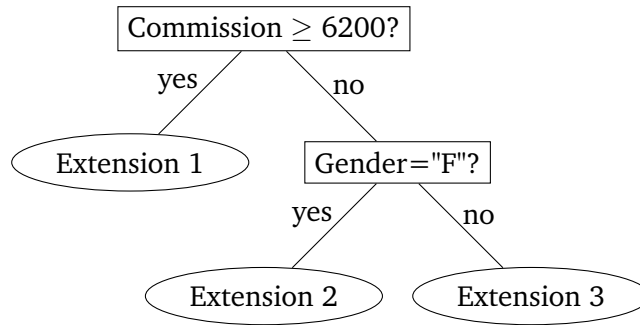 Commission ≥ 6200?
yes
no
Extension 1
Gender="F"?
yes
no
Extension 2
Extension 3